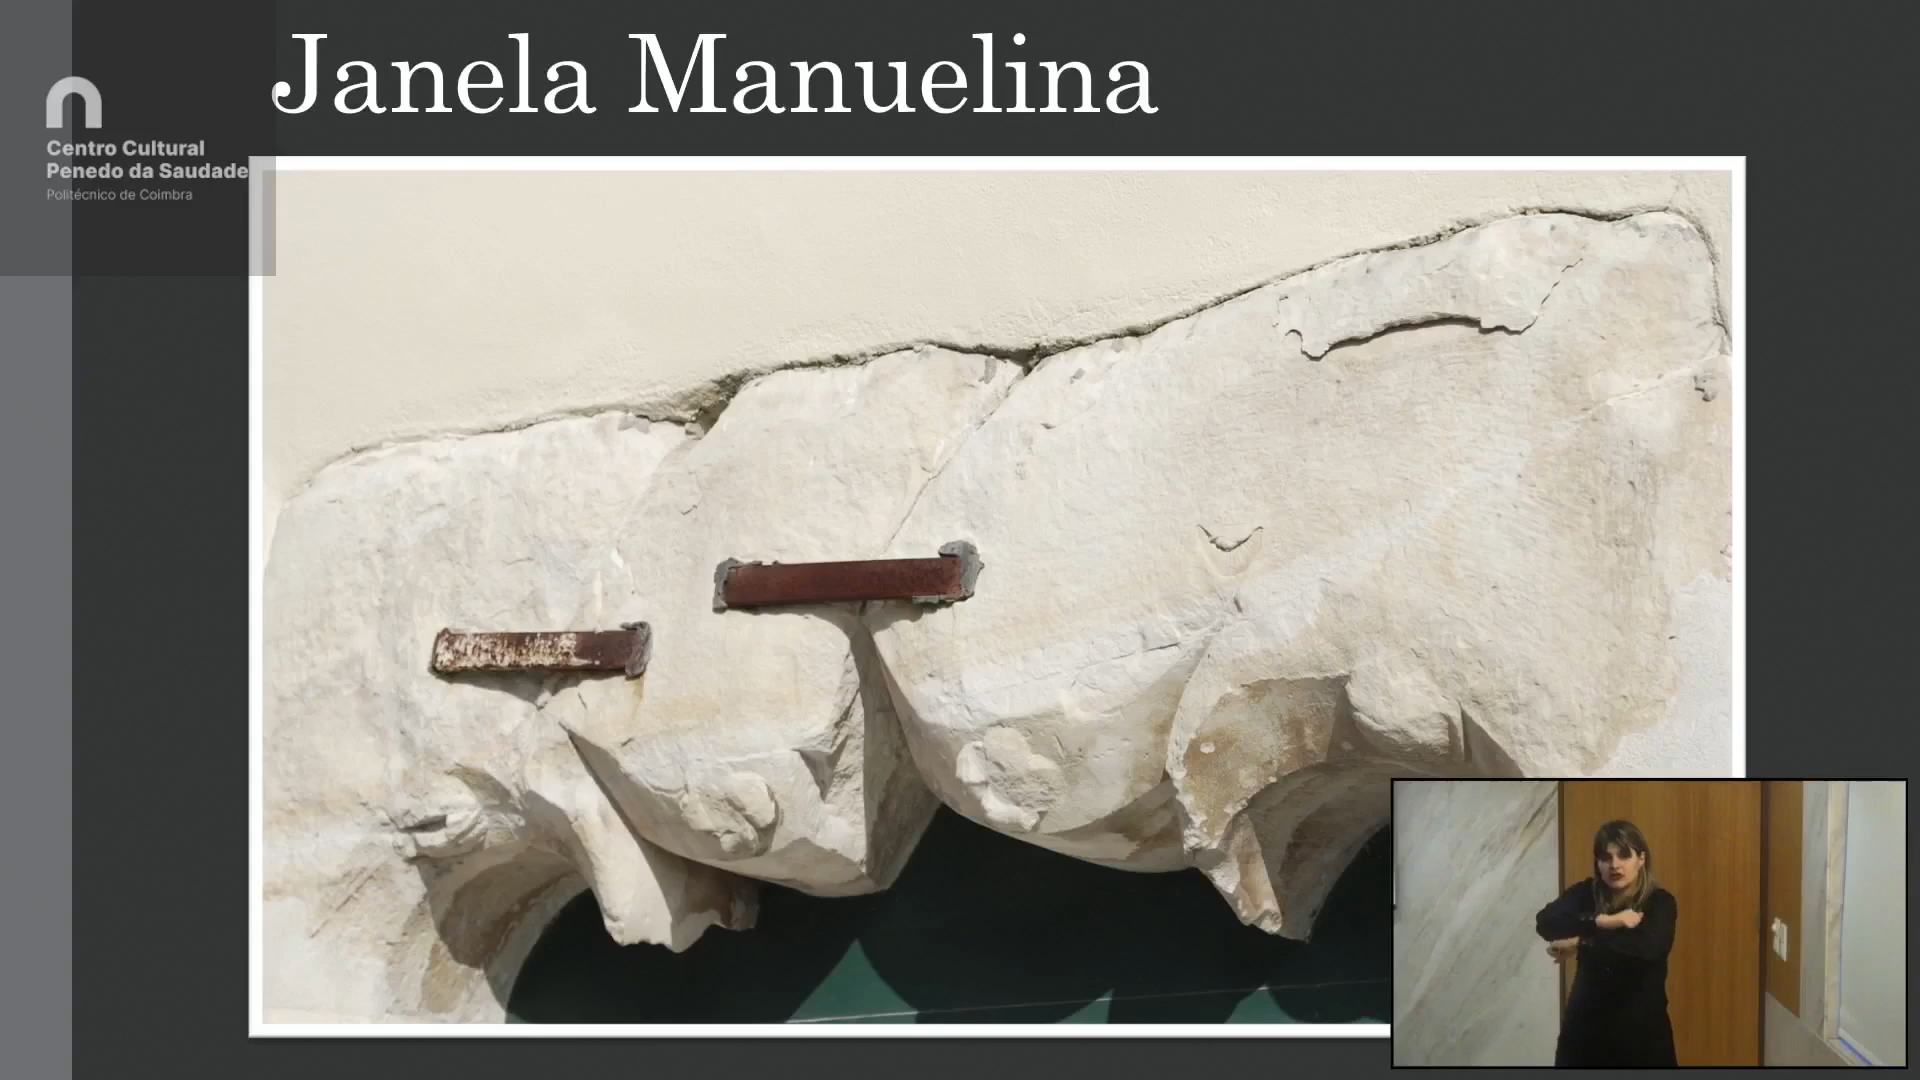 Janela Manuelina
Centro Cultural
Penedo da Saudade
Politécnico de Coimbra